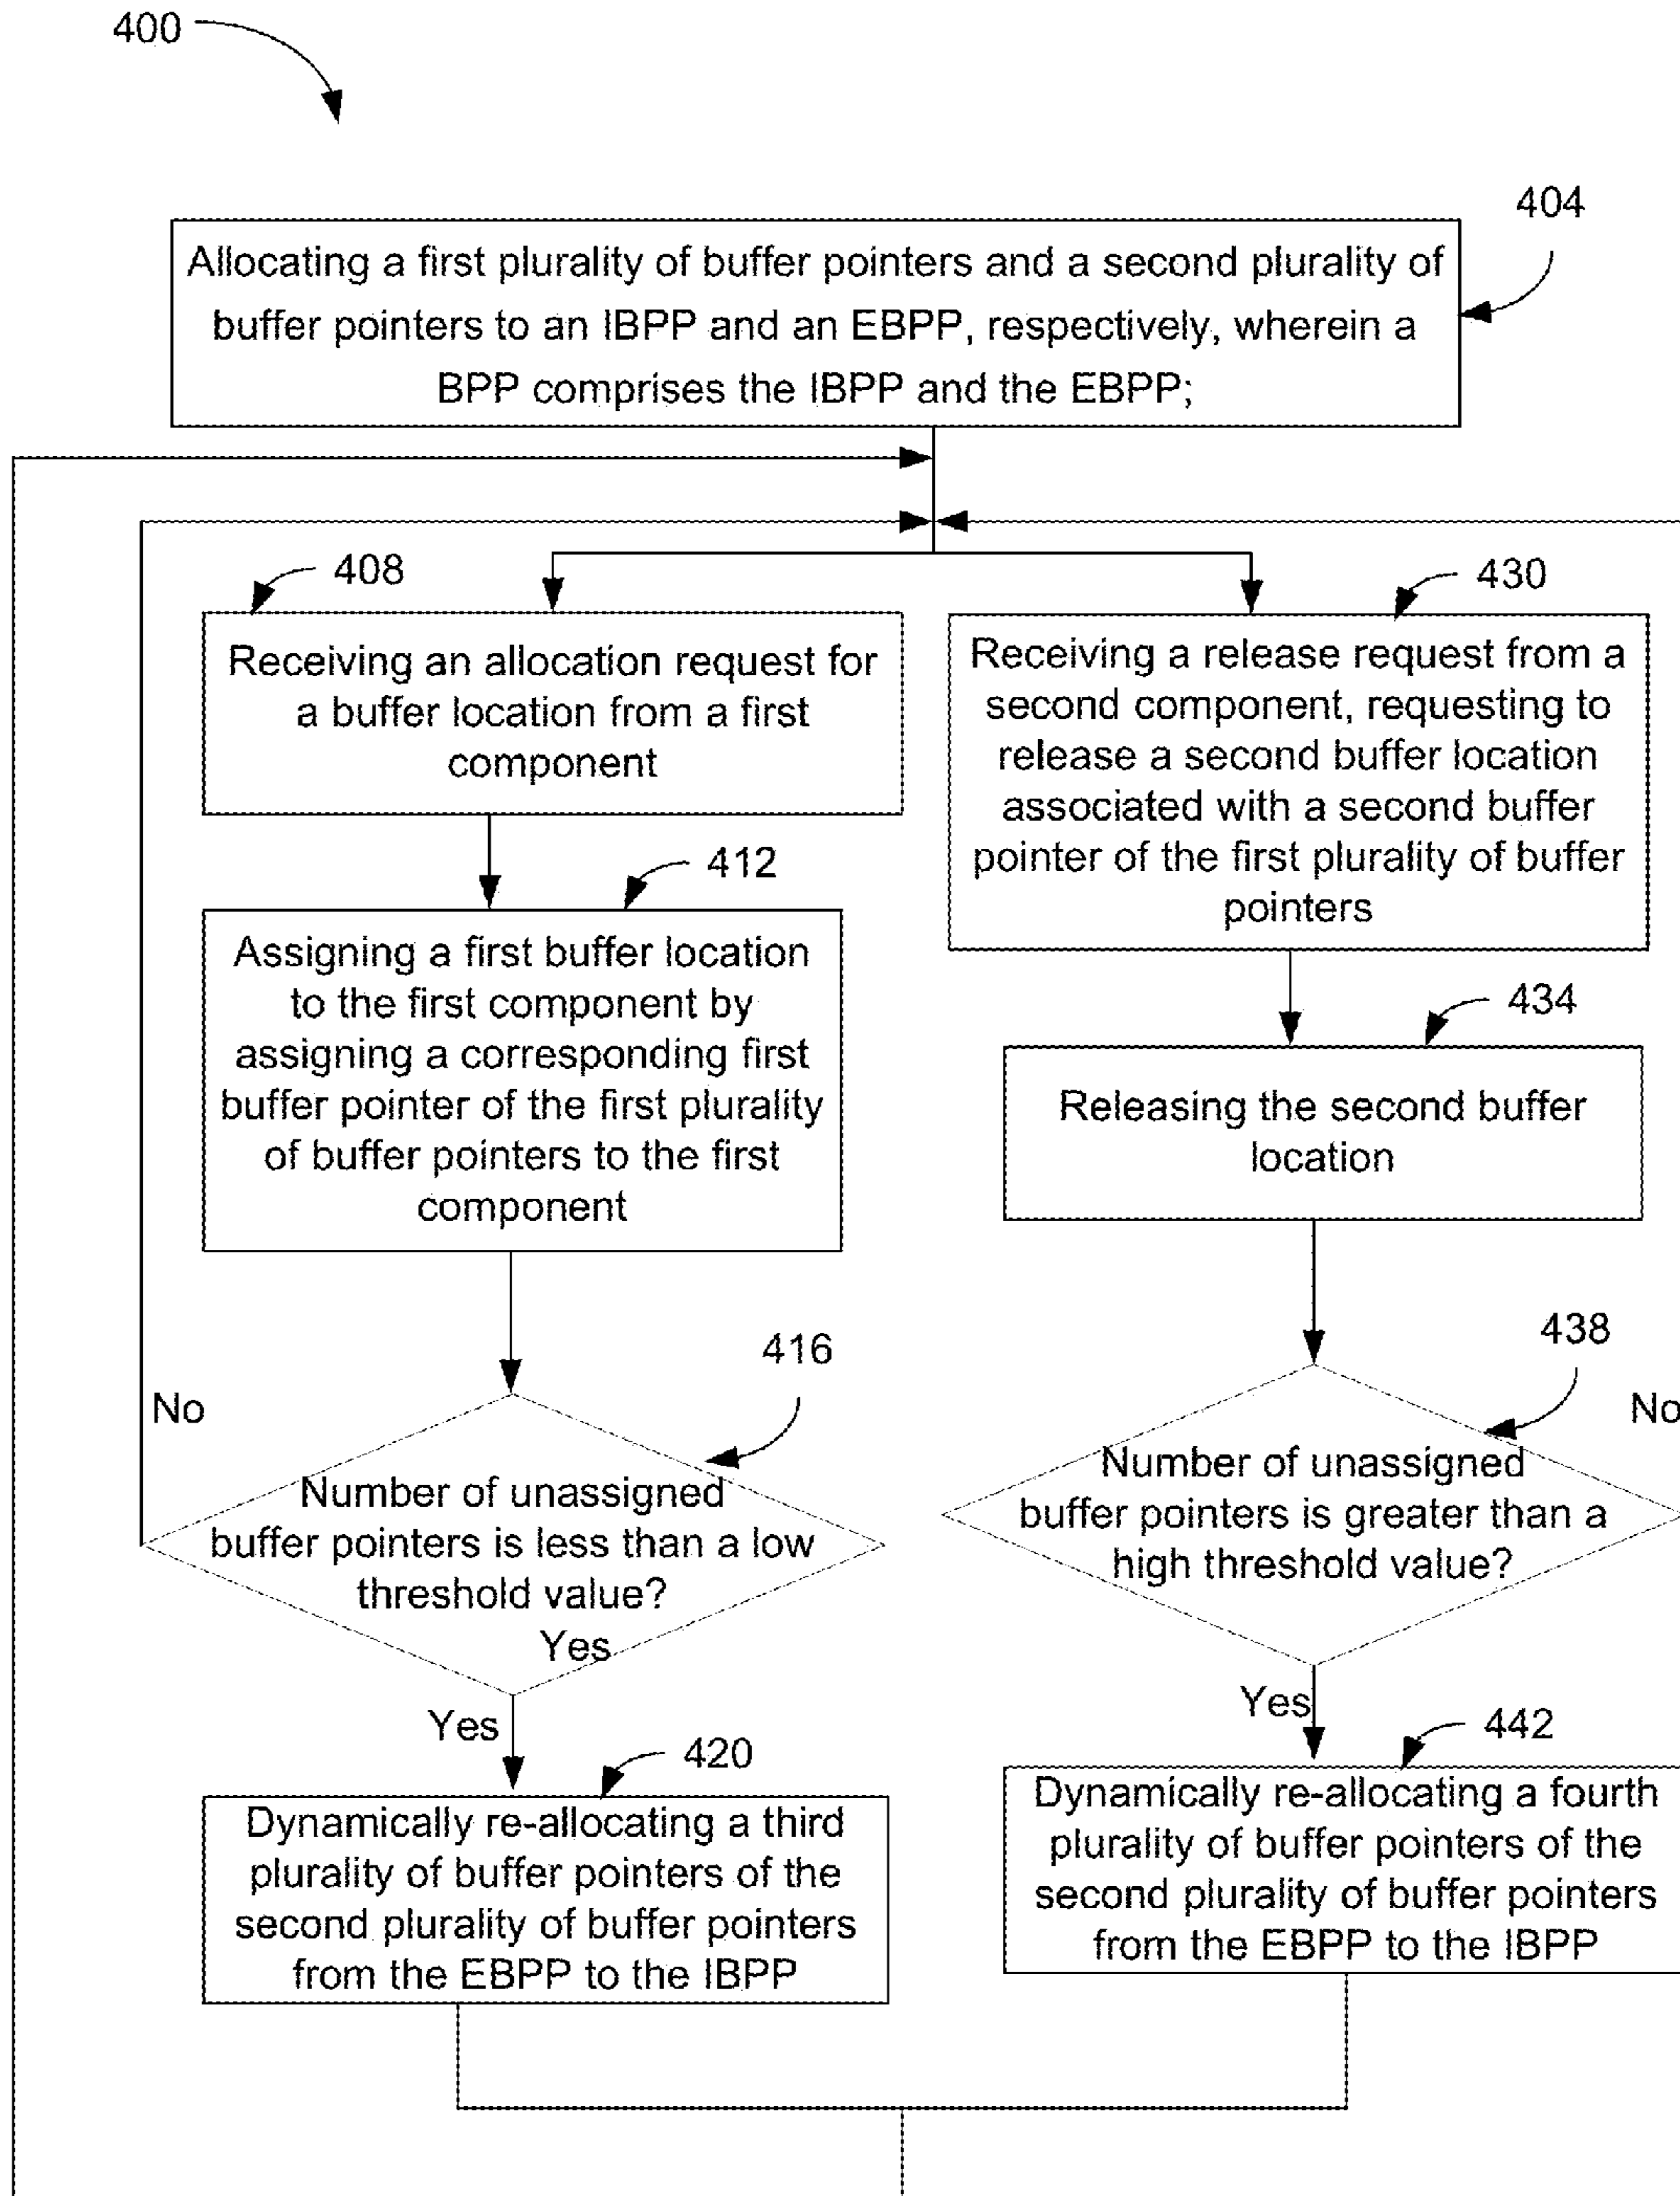 400
404
Allocating a first plurality of buffer pointers and a second plurality of
buffer pointers to an IBPP and an EBPP, respectively, wherein a
BPP comprises the IBPP and the EBPP;
408
Receiving an allocation request for
a buffer location from a first
component
412
Assigning a first buffer location
to the first component by
assigning a corresponding first
buffer pointer of the first plurality
of buffer pointers to the first
component
416
No
Number of unassigned
buffer pointers is less than a low
threshold value?
Yes
Yes
420
Dynamically re-allocating a third
plurality of buffer pointers of the
second plurality of buffer pointers
from the EBPP to the IBPP
430
Receiving a release request from a
second component, requesting to
release a second buffer location
associated with a second buffer
pointer of the first plurality of buffer
pointers
434
Releasing the second buffer
location
438
No
Number of unassigned
buffer pointers is greater than a
high threshold value?
Yes
442
Dynamically re-allocating a fourth
plurality of buffer pointers of the
second plurality of buffer pointers
from the EBPP to the IBPP